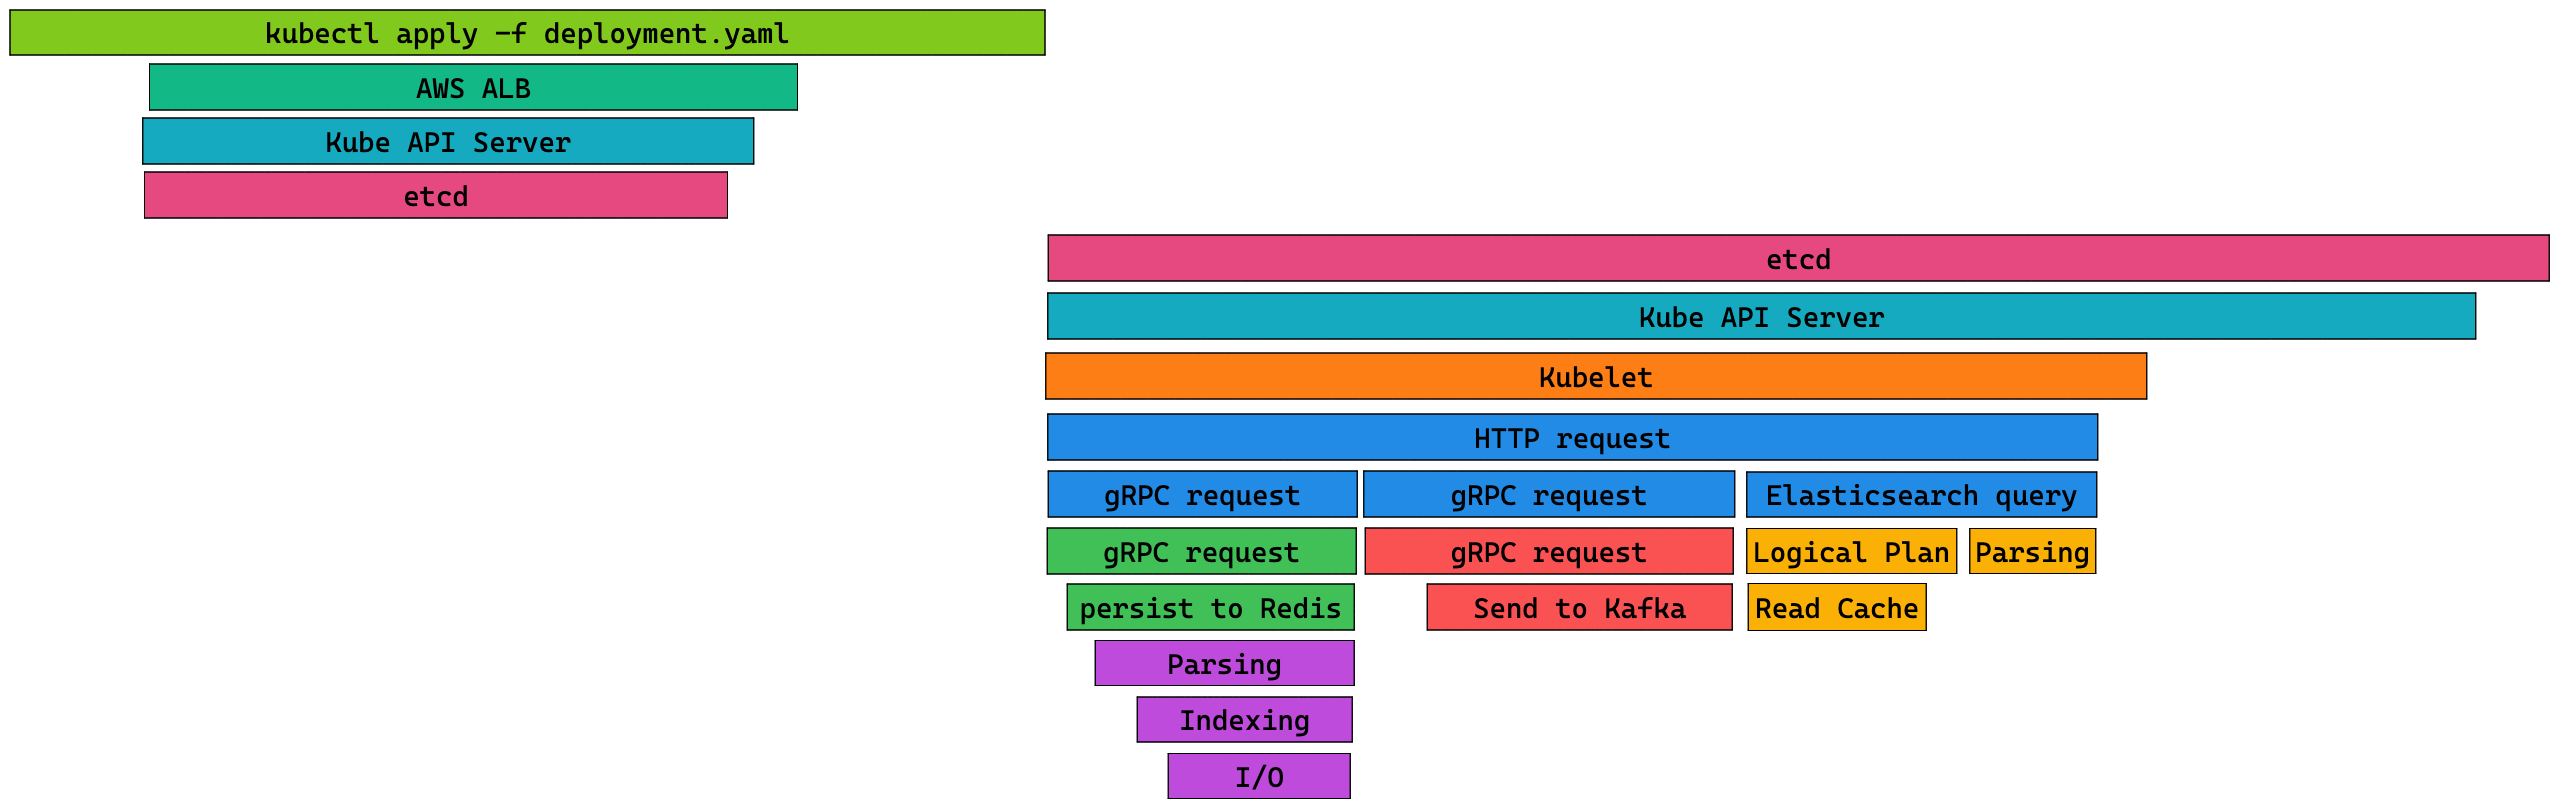 kubectl apply -f deployment.yaml
AWS ALB
Kube API Server
etcd
etcd
Kube API Server
Kubelet
HTTP request
gRPC request
gRPC request
Elasticsearch query
gRPC request
gRPC request
Logical Plan
Parsing
persist to Redis
Send to Kafka
Read Cache
Parsing
Indexing
I/O